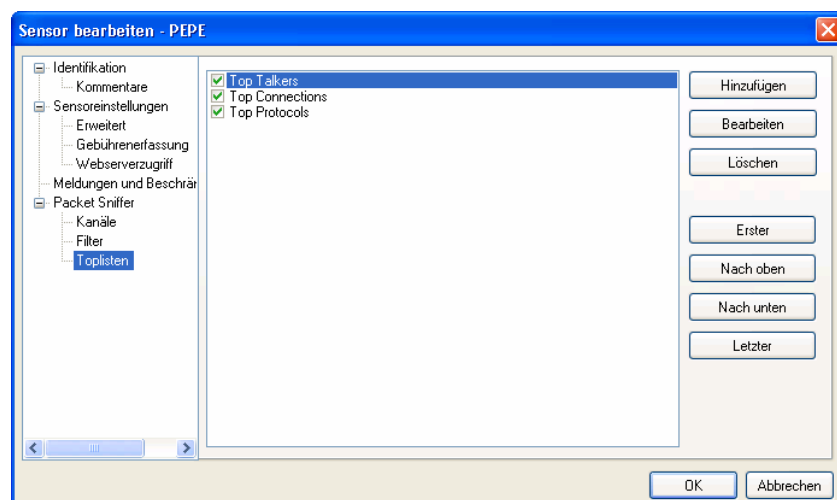 Sensor bearbeiten - PEPE
Identifikation
Kommentare
Sensoreinstellungen
Erweitert
Gebührenerfassung
Webserverzugriff
Meldungen und Beschrär
Packet Sniffer
Kanäle
Filter
Toplisten
Top Talkers
Top Connections
Top Protocols
Hinzufügen
Bearbeiten
Löschen
Erster
Nach oben
Nach unten
Letzter
OK
Abbrechen